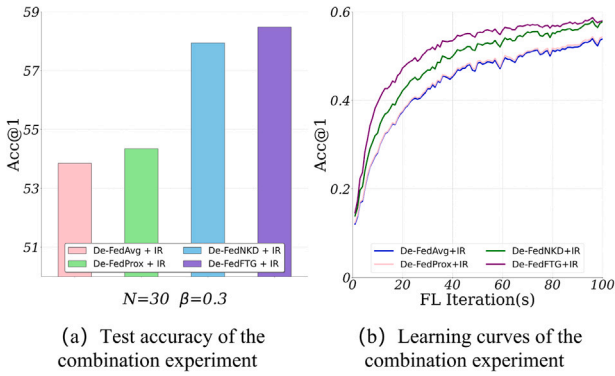 59
57
55
53
51
Acc@1
De-FedAvg + IR
De-FedNKD + IR
De-FedProx + IR
De-FedFTG + IR
N=30 β=0.3
(a) Test accuracy of the
combination experiment
0.6
0.4
0.2
0
Acc@1
De-FedAvg+IR
De-FedNKD+IR
De-FedProx+IR
De-FedFTG+IR
0 20 40 60 80 100
FL Iteration(s)
(b) Learning curves of the
combination experiment